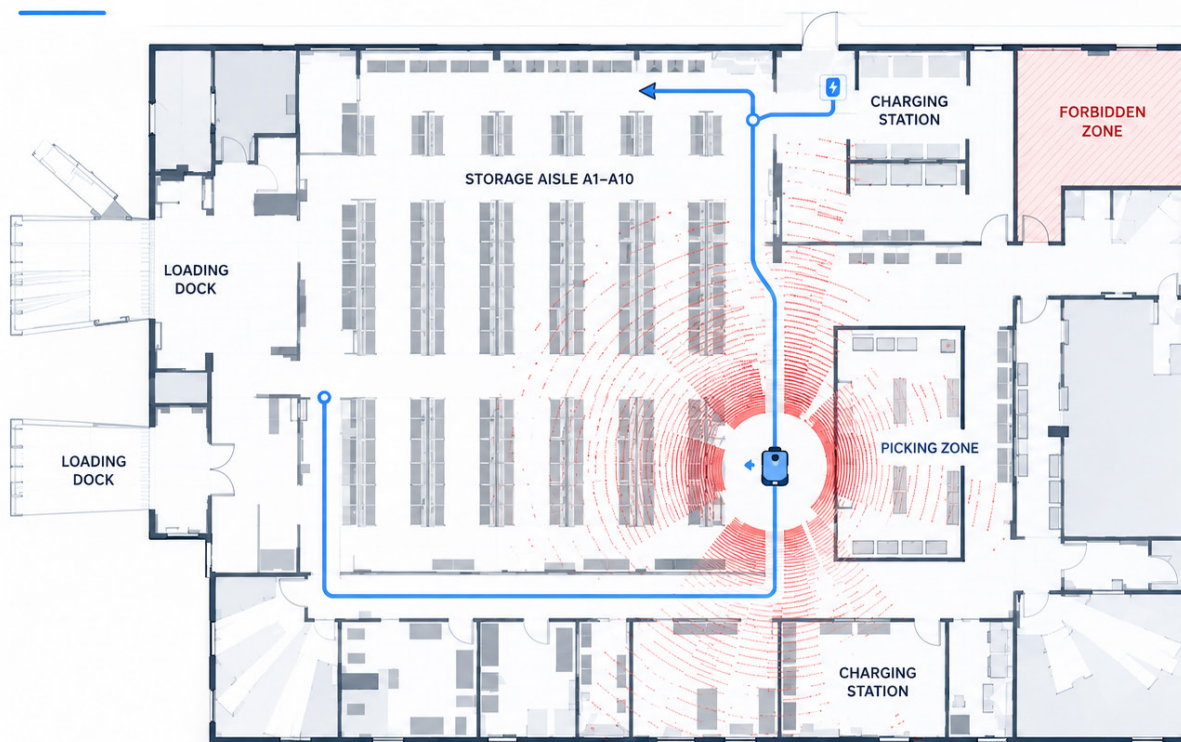 CHARGING
STATION
FORBIDDEN
ZONE
STORAGE AISLE A1–A10
LOADING
DOCK
PICKING ZONE
LOADING
DOCK
CHARGING
STATION